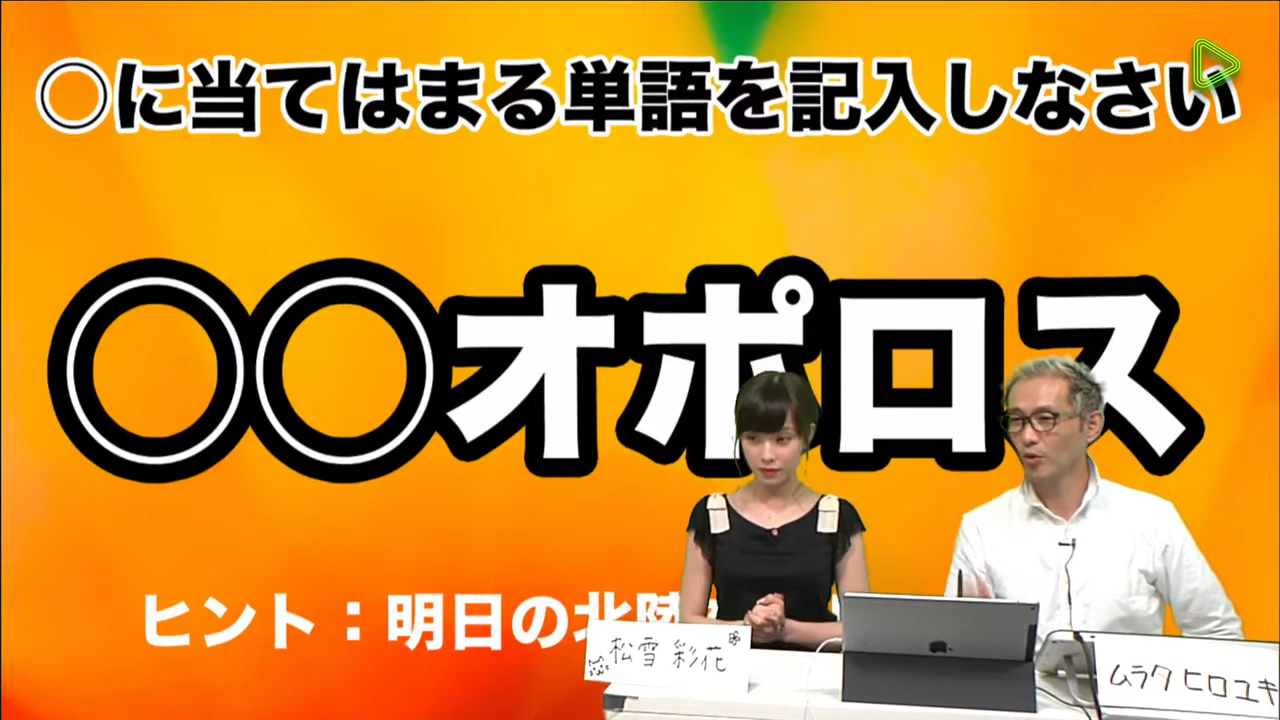 ○に当てはまる単語を記入しなさい
○○オポロス
ヒント：明日の北陸
松雪 彩花
ムラタ ヒロユキ